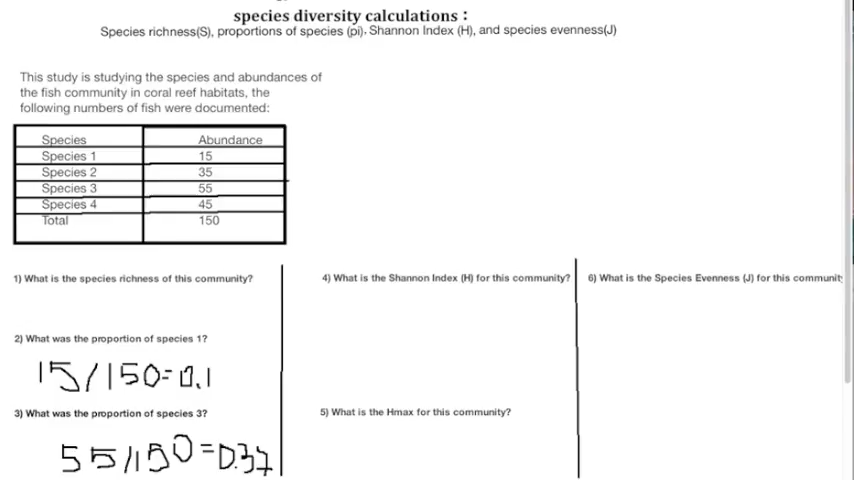 species diversity calculations :
Species richness(S), proportions of species (pi), Shannon Index (H), and species evenness(J)
This study is studying the species and abundances of
the fish community in coral reef habitats, the
following numbers of fish were documented:
Species Abundance
Species 1 15
Species 2 35
Species 3 55
Species 4 45
Total 150
1) What is the species richness of this community?
2) What was the proportion of species 1?
15/150=0.1
3) What was the proportion of species 3?
55/150=0.37
4) What is the Shannon Index (H) for this community?
5) What is the Hmax for this community?
6) What is the Species Evenness (J) for this communit